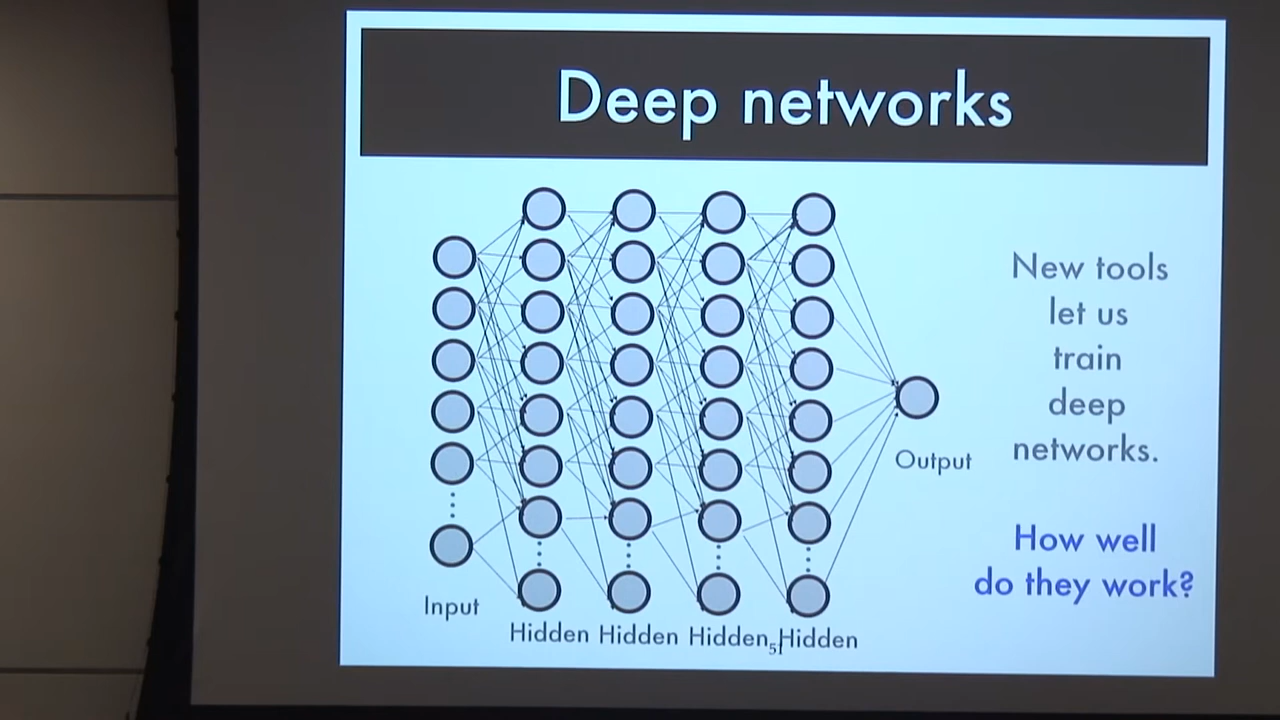 Deep networks
New tools
let us
train
deep
networks.
Output
How well
do they work?
Input
Hidden Hidden Hidden Hidden